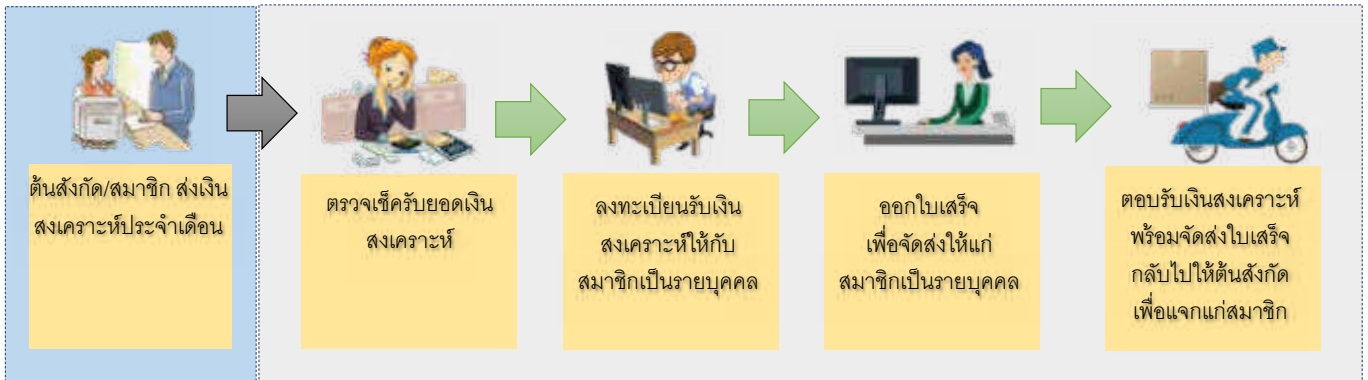 ต้นสังกัด/สมาชิก ส่งเงิน
สงเคราะห์ประจำเดือน
ตรวจเช็ครับยอดเงิน
สงเคราะห์
ลงทะเบียนรับเงิน
สงเคราะห์ให้กับ
สมาชิกเป็นรายบุคคล
ออกใบเสร็จ
เพื่อจัดส่งให้แก่
สมาชิกเป็นรายบุคคล
ตอบรับเงินสงเคราะห์
พร้อมจัดส่งใบเสร็จ
กลับไปให้ต้นสังกัด
เพื่อแจกแก่สมาชิก